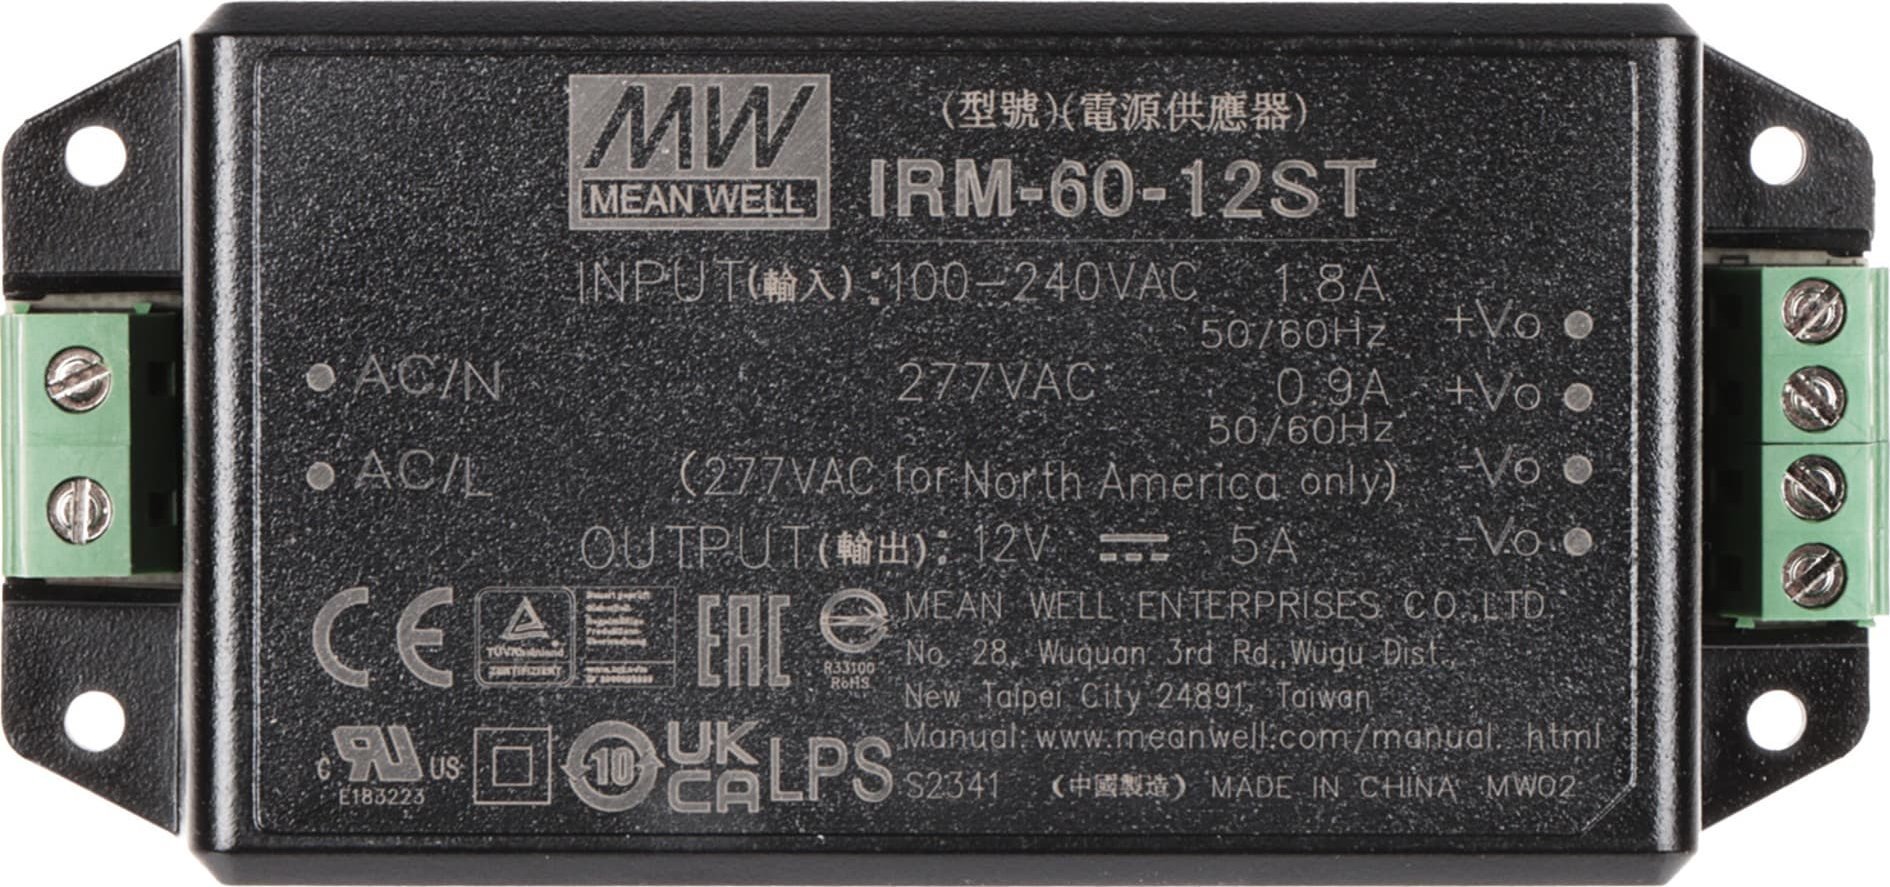 MW
MEAN WELL
(型號)(電源供應器)
IRM-60-12ST
INPUT(輸入):100-240VAC 1.8A
50/60Hz
277VAC 0.9A
50/60Hz
(277VAC for North America only)
OUTPUT(輸出): 12V 5A
AC/N
AC/L
+Vo
+Vo
-Vo
-Vo
CE
TÜVRheinland
ZERTIFIZIERT
EAC
R33100
RoHS
MEAN WELL ENTERPRISES CO.,LTD.
No. 28, Wuquan 3rd Rd., Wugu Dist.,
New Taipei City 24891, Taiwan
Manual: www.meanwell.com/manual. html
c RU US
E183223
10
UK
CA
LPS
S2341 (中國製造) MADE IN CHINA MW02